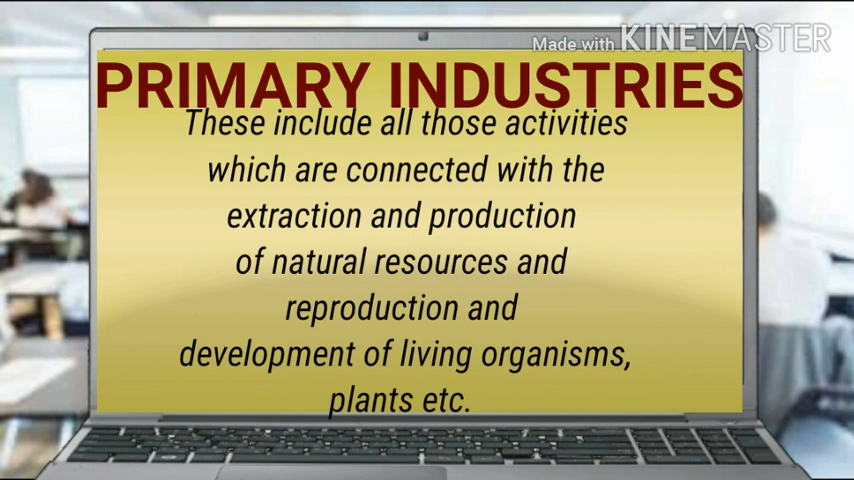 Made with KINEMASTER
PRIMARY INDUSTRIES
These include all those activities
which are connected with the
extraction and production
of natural resources and
reproduction and
development of living organisms,
plants etc.